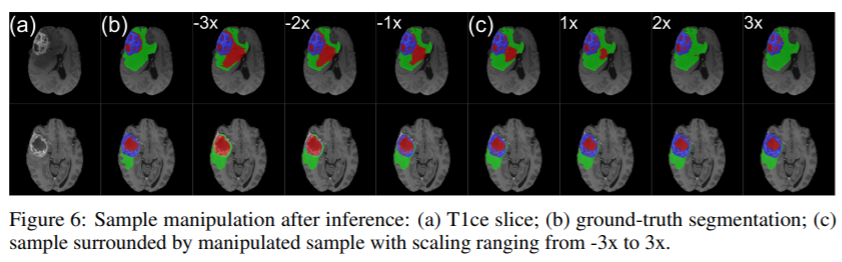 (a) (b) -3x -2x -1x (c) 1x 2x 3x
Figure 6: Sample manipulation after inference: (a) T1ce slice; (b) ground-truth segmentation; (c)
sample surrounded by manipulated sample with scaling ranging from -3x to 3x.